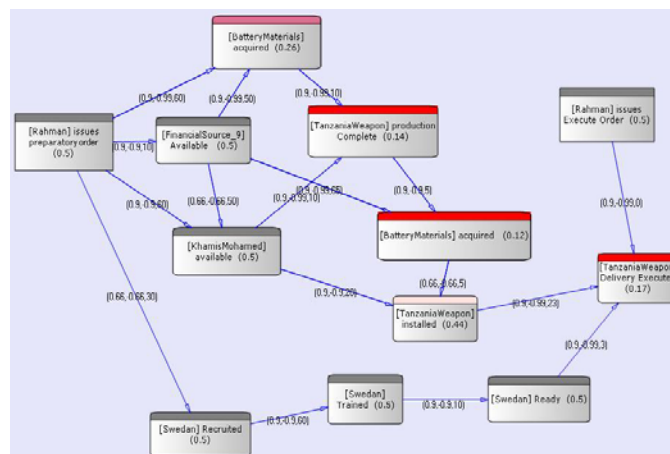 [BatteryMaterials]
acquired (0.26)
(0.9,-0.99,60)
(0.9,-0.99,50)
(0.9,-0.99,10)
[Rahman] issues
preparatory order
(0.5)
(0.9,-0.9,10)
[FinancialSource_9]
Available (0.5)
[TanzaniaWeapon] production
Complete (0.14)
[Rahman] issues
Execute Order (0.5)
(0.66,-0.66,50)
(0.9,-0.99,10)
(0.9,-0.9,5)
(0.9,-0.9,60)
(0.9,-0.99,0)
[KhamisMohamed]
available (0.5)
[BatteryMaterials] acquired (0.12)
(0.9,-0.9,20)
(0.66,-0.66,5)
[TanzaniaWeapon]
Delivery Execute
(0.17)
(0.66,-0.66,30)
[TanzaniaWeapon]
installed (0.44)
(0.9,-0.99,23)
(0.9,-0.99,3)
[Swedan]
Trained (0.5)
(0.9,-0.9,10)
[Swedan] Ready (0.5)
[Swedan] Recruited
(0.5)
(0.9,-0.9,60)